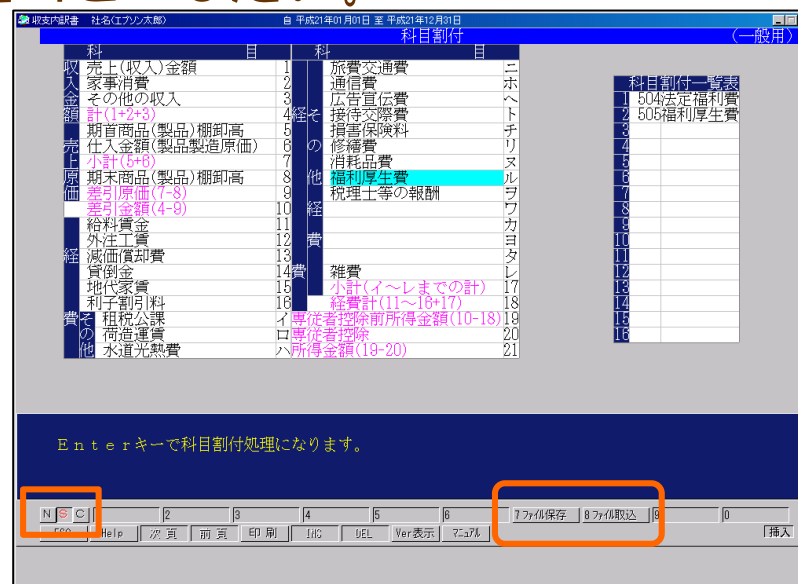 収支内訳書 社名(エプソン太郎) 自 平成21年01月01日 至 平成21年12月31日
科目割付 (一般用)
科 目 科 目
収入金額 売上(収入)金額 1 旅費交通費 ニ
家事消費 2 通信費 ホ
その他の収入 3 広告宣伝費 ヘ
計(1+2+3) 4 経 そ 接待交際費 ト
期首商品(製品)棚卸高 5 損害保険料 チ
売上原価 仕入金額(製品製造原価) 6 の 修繕費 リ
小計(5+6) 7 消耗品費 ヌ
期末商品(製品)棚卸高 8 他 福利厚生費 ル
差引原価(7-8) 9 税理士等の報酬 ヲ
差引金額(4-9) 10 経 ワ
給料賃金 11 カ
外注工賃 12 費 ヨ
経 減価償却費 13 タ
貸倒金 14 費 雑費 レ
地代家賃 15 小計(イ～レまでの計) 17
利子割引料 16 経費計(11～16+17) 18
費 そ 租税公課 イ 専従者控除前所得金額(10-18) 19
の 荷造運賃 ロ 専従者控除 20
他 水道光熱費 ハ 所得金額(19-20) 21
科目割付一覧表
1 504法定福利費
2 505福利厚生費
3
4
5
6
7
8
9
10
11
12
13
14
15
16
Enterキーで科目割付処理になります。
N S C 2 3 4 5 6 7ファイル保存 8ファイル取込 9 0
ESC Help 次頁 前頁 印刷 INS DEL Ver表示 マニュアル 挿入